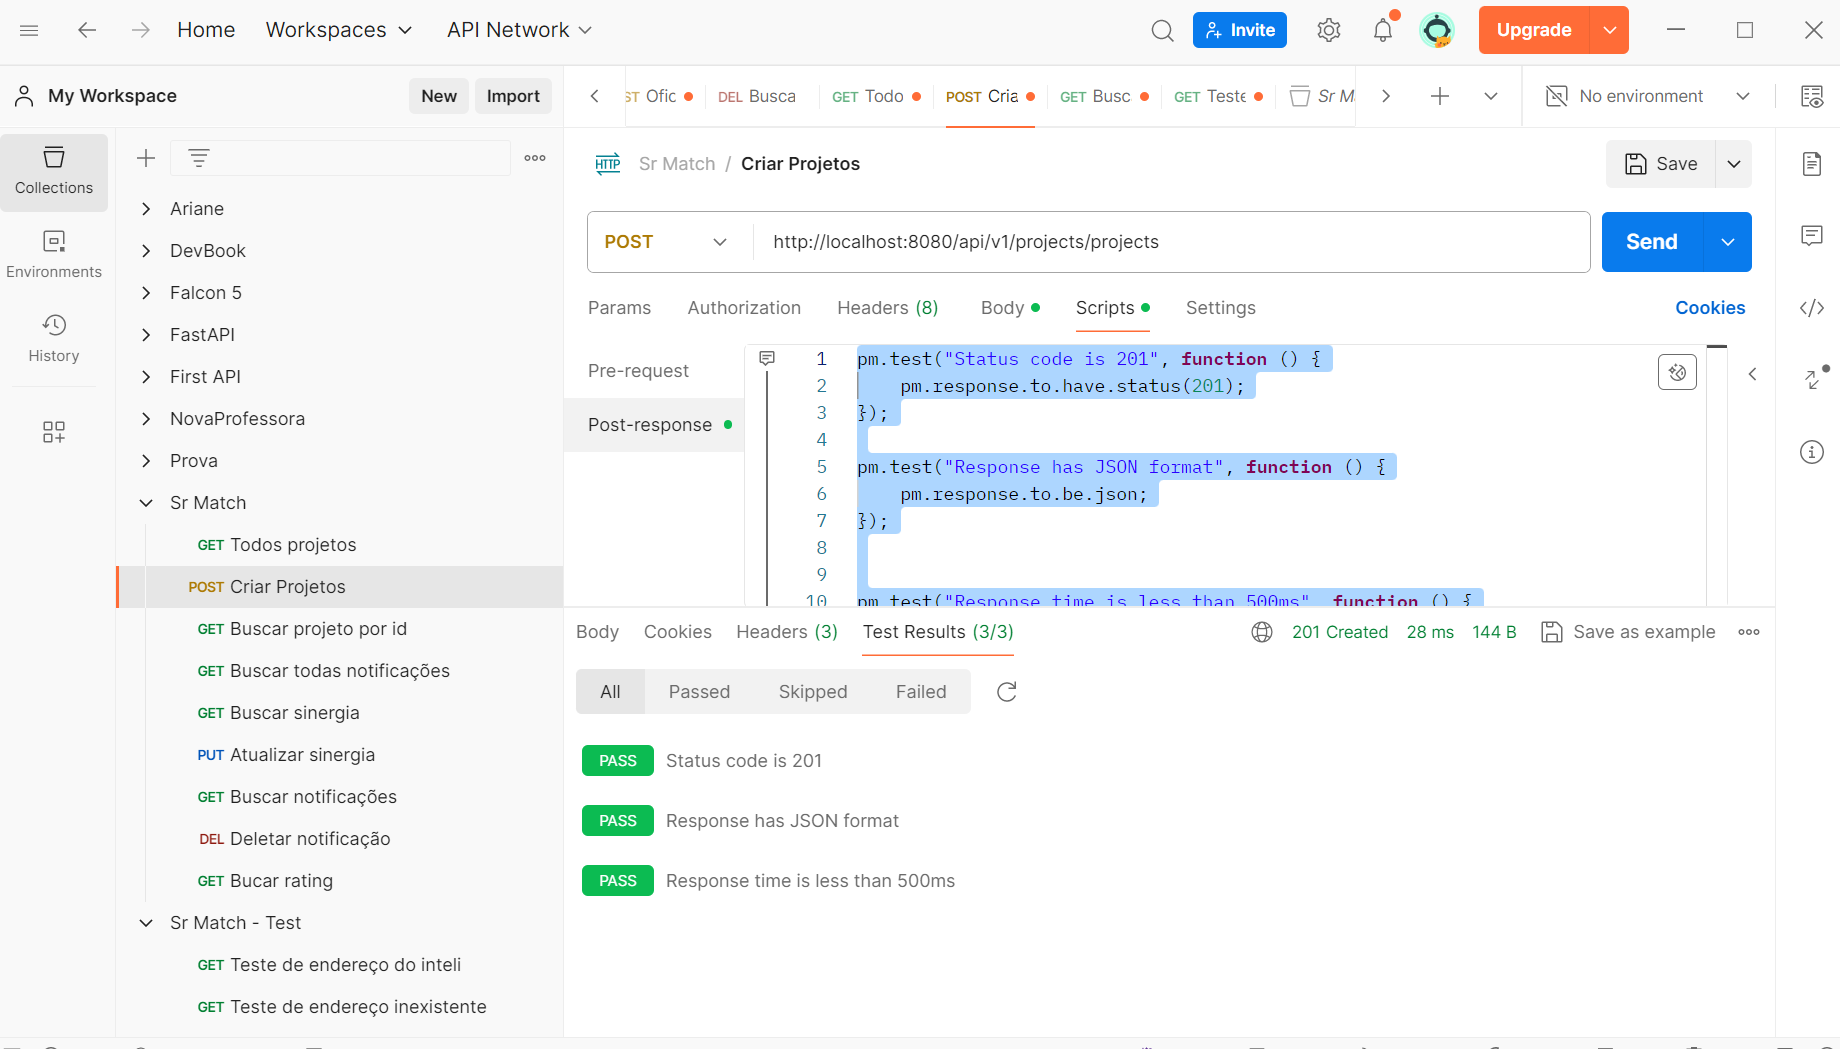 Home Workspaces API Network Invite Upgrade
My Workspace New Import
ST Ofic DEL Busca GET Todo POST Cria GET Busc GET Teste Sr M No environment
Collections
Environments
History
Ariane
DevBook
Falcon 5
FastAPI
First API
NovaProfessora
Prova
Sr Match
GET Todos projetos
POST Criar Projetos
GET Buscar projeto por id
GET Buscar todas notificações
GET Buscar sinergia
PUT Atualizar sinergia
GET Buscar notificações
DEL Deletar notificação
GET Bucar rating
Sr Match - Test
GET Teste de endereço do inteli
GET Teste de endereço inexistente
HTTP Sr Match / Criar Projetos Save
POST http://localhost:8080/api/v1/projects/projects Send
Params Authorization Headers (8) Body Scripts Settings Cookies
Pre-request
Post-response
1 pm.test("Status code is 201", function () {
2 pm.response.to.have.status(201);
3 });
4
5 pm.test("Response has JSON format", function () {
6 pm.response.to.be.json;
7 });
8
9
10 pm.test("Response time is less than 500ms", function () {
Body Cookies Headers (3) Test Results (3/3) 201 Created 28 ms 144 B Save as example
All Passed Skipped Failed
PASS Status code is 201
PASS Response has JSON format
PASS Response time is less than 500ms